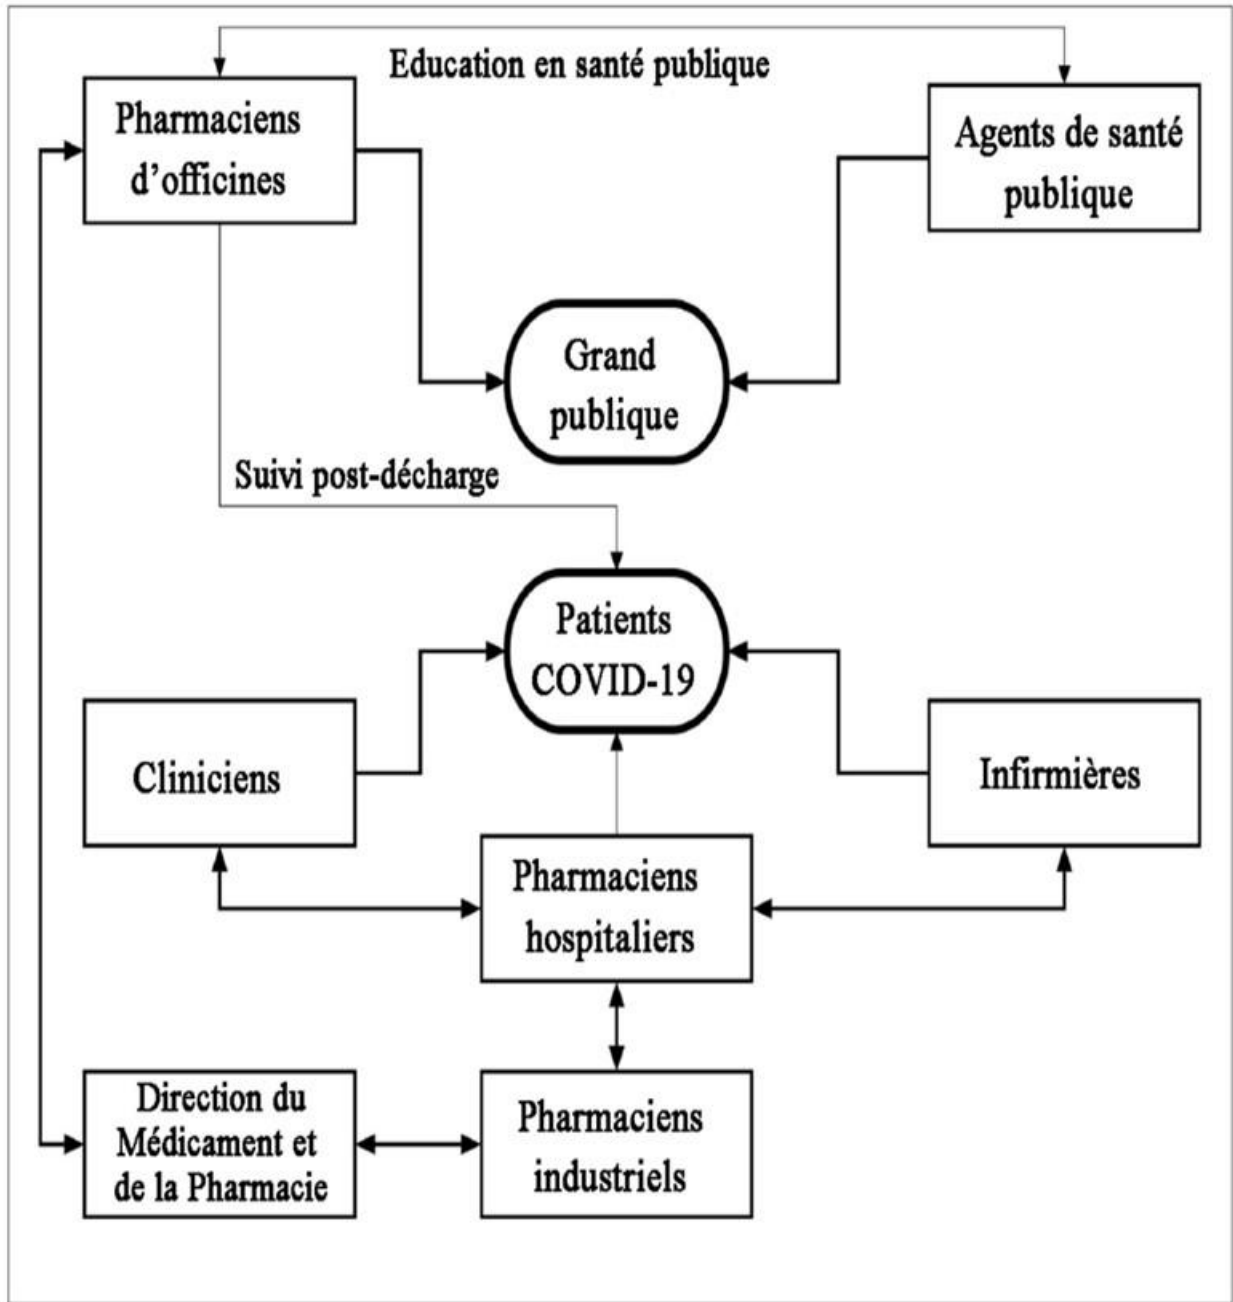 Education en santé publique
Pharmaciens
d’officines
Agents de santé
publique
Grand
publique
Suivi post-décharge
Patients
COVID-19
Cliniciens
Infirmières
Pharmaciens
hospitaliers
Direction du
Médicament et
de la Pharmacie
Pharmaciens
industriels